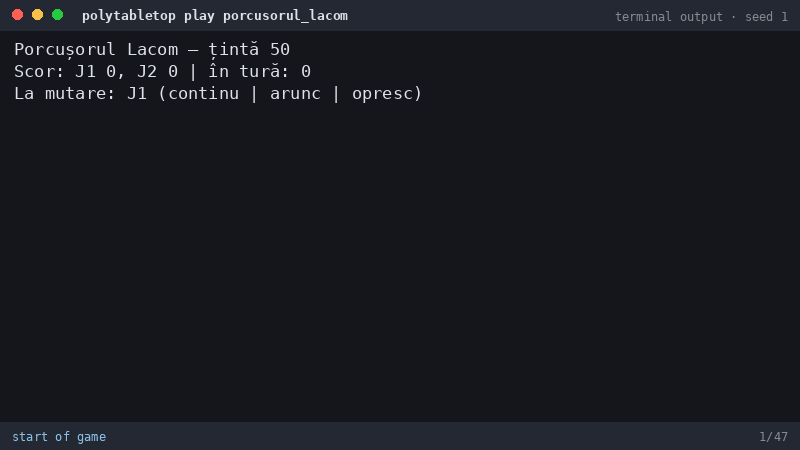 polytabletop play porcusorul_lacom
terminal output · seed 1
Porcușorul Lacom — țintă 50
Scor: J1 0, J2 0 | în tură: 0
La mutare: J1 (continu | arunc | opresc)
start of game
1/47